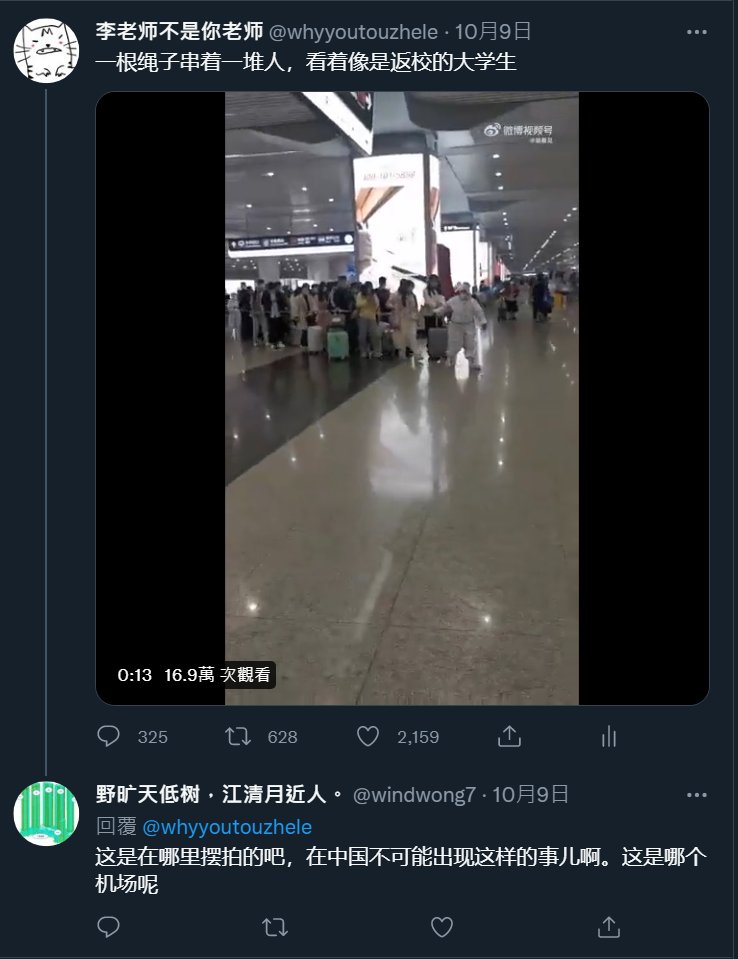 李老师不是你老师 @whyyoutouzhele · 10月9日
一根绳子串着一堆人，看着像是返校的大学生
微博视频号
0:13 16.9萬 次觀看
325 628 2,159
野旷天低树·江清月近人。 @windwong7 · 10月9日
回覆 @whyyoutouzhele
这是在哪里摆拍的吧，在中国不可能出现这样的事儿啊。这是哪个
机场呢